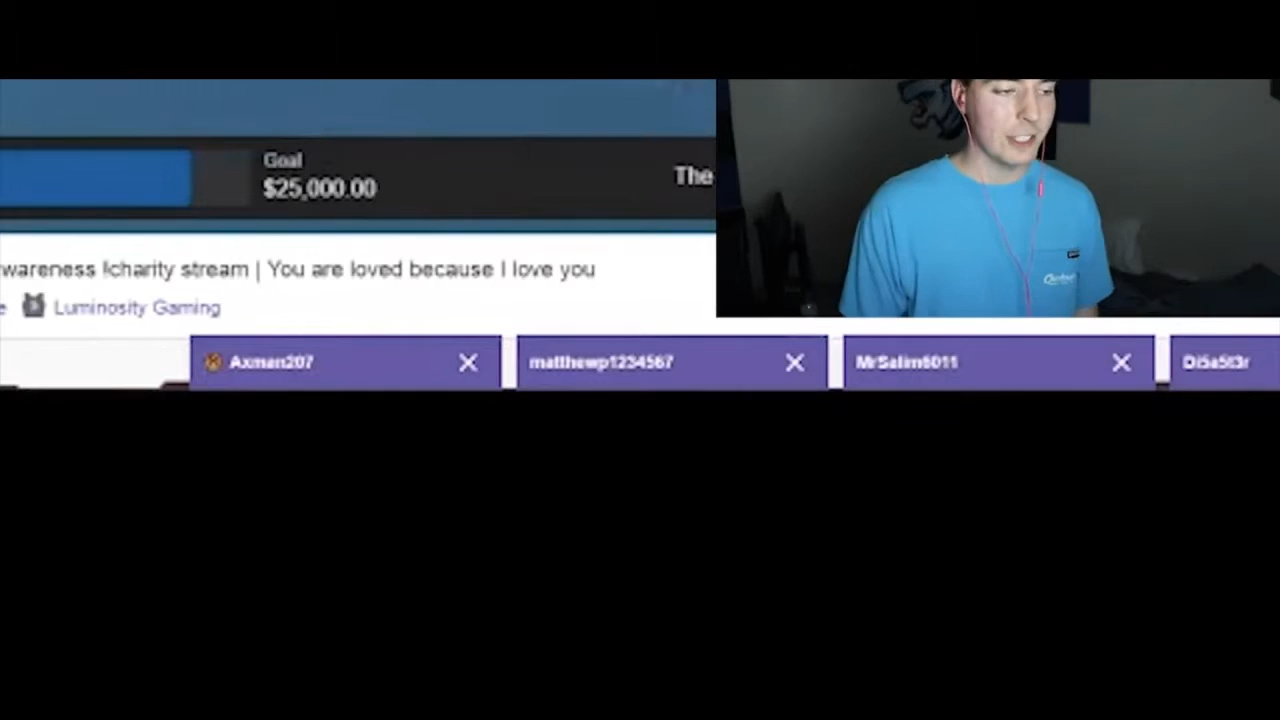 Goal
$25,000.00
The
wareness !charity stream | You are loved because I love you
e Luminosity Gaming
Axman207
matthewp1234567
MrSalim6011
Di5a5t3r